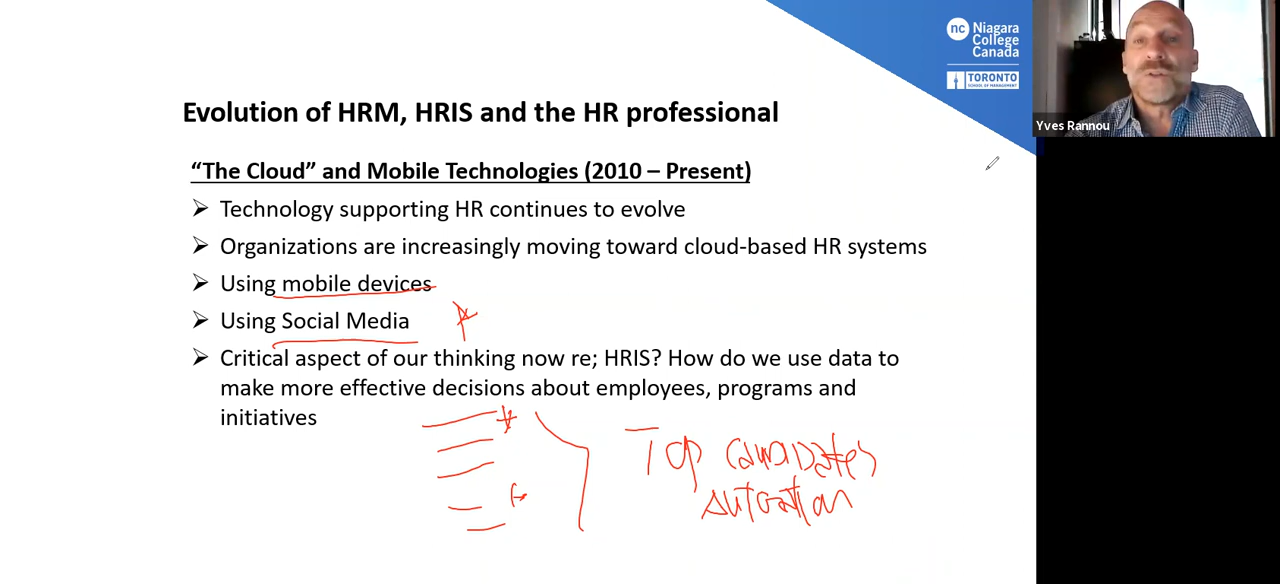 nc Niagara
College
Canada
TORONTO
SCHOOL OF MANAGEMENT
Yves Rannou
Evolution of HRM, HRIS and the HR professional
“The Cloud” and Mobile Technologies (2010 – Present)
➢ Technology supporting HR continues to evolve
➢ Organizations are increasingly moving toward cloud-based HR systems
➢ Using mobile devices
➢ Using Social Media
➢ Critical aspect of our thinking now re; HRIS? How do we use data to
make more effective decisions about employees, programs and
initiatives
Top candidates